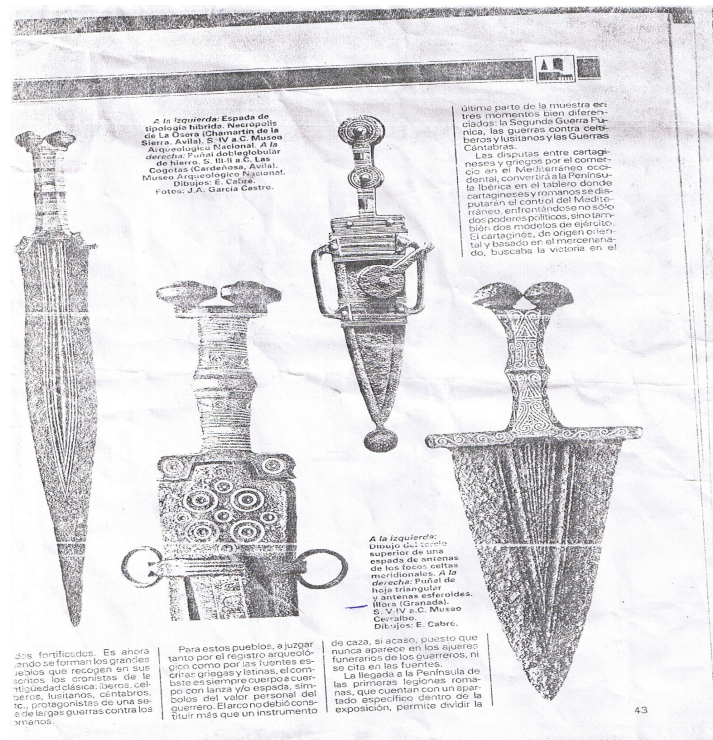 A la izquierda: Espada de
tipología híbrida. Necrópolis
de La Osera (Chamartín de la
Sierra, Avila). S-IV a.C. Museo
Arqueológico Nacional. A la
derecha: Puñal dobleglobular
de hierro. S. III-II a.C. Las
Cogotas (Cardeñosa, Avila).
Museo Arqueológico Nacional.
Dibujos: E. Cabré.
Fotos: J.A. García Castro.
última parte de la muestra en
tres momentos bien diferen-
ciados: la Segunda Guerra Pú-
nica, las guerras contra celtí-
beros y lusitanos y las Guerras
Cántabras.
Las disputas entre cartagi-
neses y griegos por el comer-
cio en el Mediterráneo occi-
dental, convertirá a la Penínsu-
la Ibérica en el tablero donde
cartagineses y romanos se dis-
putarán el control del Medite-
rráneo, enfrentándose no sólo
dos poderes políticos, sino tam-
bién dos modelos de ejército.
El cartaginés, de origen orien-
tal y basado en el mercenaria-
do, buscaba la victoria en el
A la izquierda:
Dibujo del tercio
superior de una
espada de antenas
de los focos celtas
meridionales. A la
derecha: Puñal de
hoja triangular
y antenas esferoides.
Illora (Granada).
S. V-IV a.C. Museo
Cerralbo.
Dibujos: E. Cabre.
dos fortificados. Es ahora
ando se forman los grandes
eblos que recogen en sus
critos los cronistas de la
tigüedad clásica: íberos, cel-
beros, lusitanos, cántabros,
tc., protagonistas de una se-
e de largas guerras contra los
omanos.
Para estos pueblos, a juzgar
tanto por el registro arqueoló-
gico como por las fuentes es-
critas griegas y latinas, el com-
bate es siempre cuerpo a cuer-
po con lanza y/o espada, sím-
bolos del valor personal del
guerrero. El arco no debió cons-
tituir más que un instrumento
de caza, si acaso, puesto que
nunca aparece en los ajuares
funerarios de los guerreros, ni
se cita en las fuentes.
La llegada a la Península de
las primeras legiones roma-
nas, que cuentan con un apar-
tado específico dentro de la
exposición, permite dividir la
43